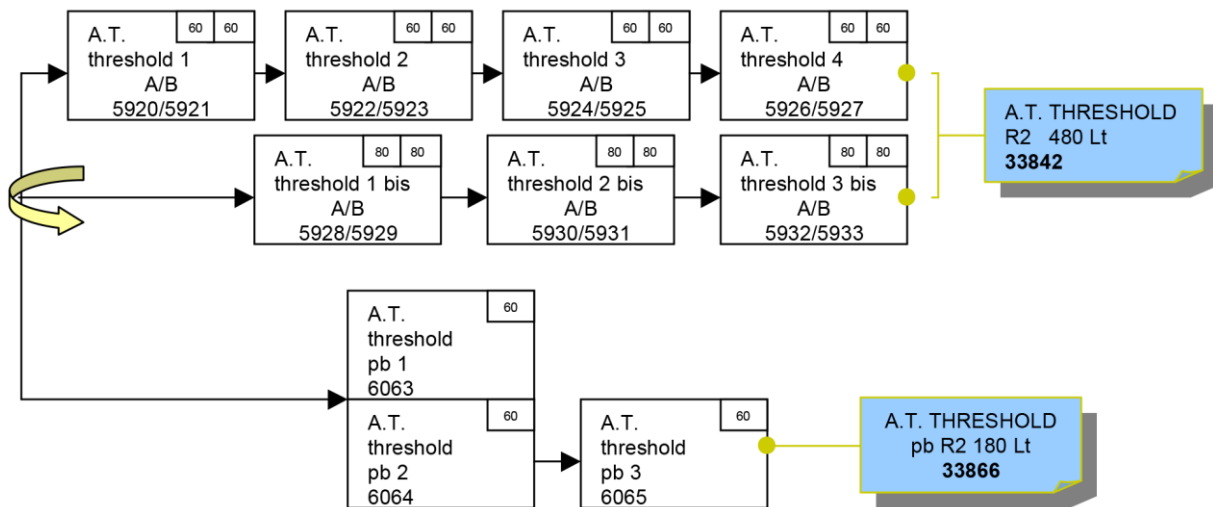 60 60
A.T.
threshold 1
A/B
5920/5921
60 60
A.T.
threshold 2
A/B
5922/5923
60 60
A.T.
threshold 3
A/B
5924/5925
60 60
A.T.
threshold 4
A/B
5926/5927
A.T. THRESHOLD
R2 480 Lt
33842
80 80
A.T.
threshold 1 bis
A/B
5928/5929
80 80
A.T.
threshold 2 bis
A/B
5930/5931
80 80
A.T.
threshold 3 bis
A/B
5932/5933
60
A.T.
threshold
pb 1
6063
60
A.T.
threshold
pb 2
6064
60
A.T.
threshold
pb 3
6065
A.T. THRESHOLD
pb R2 180 Lt
33866